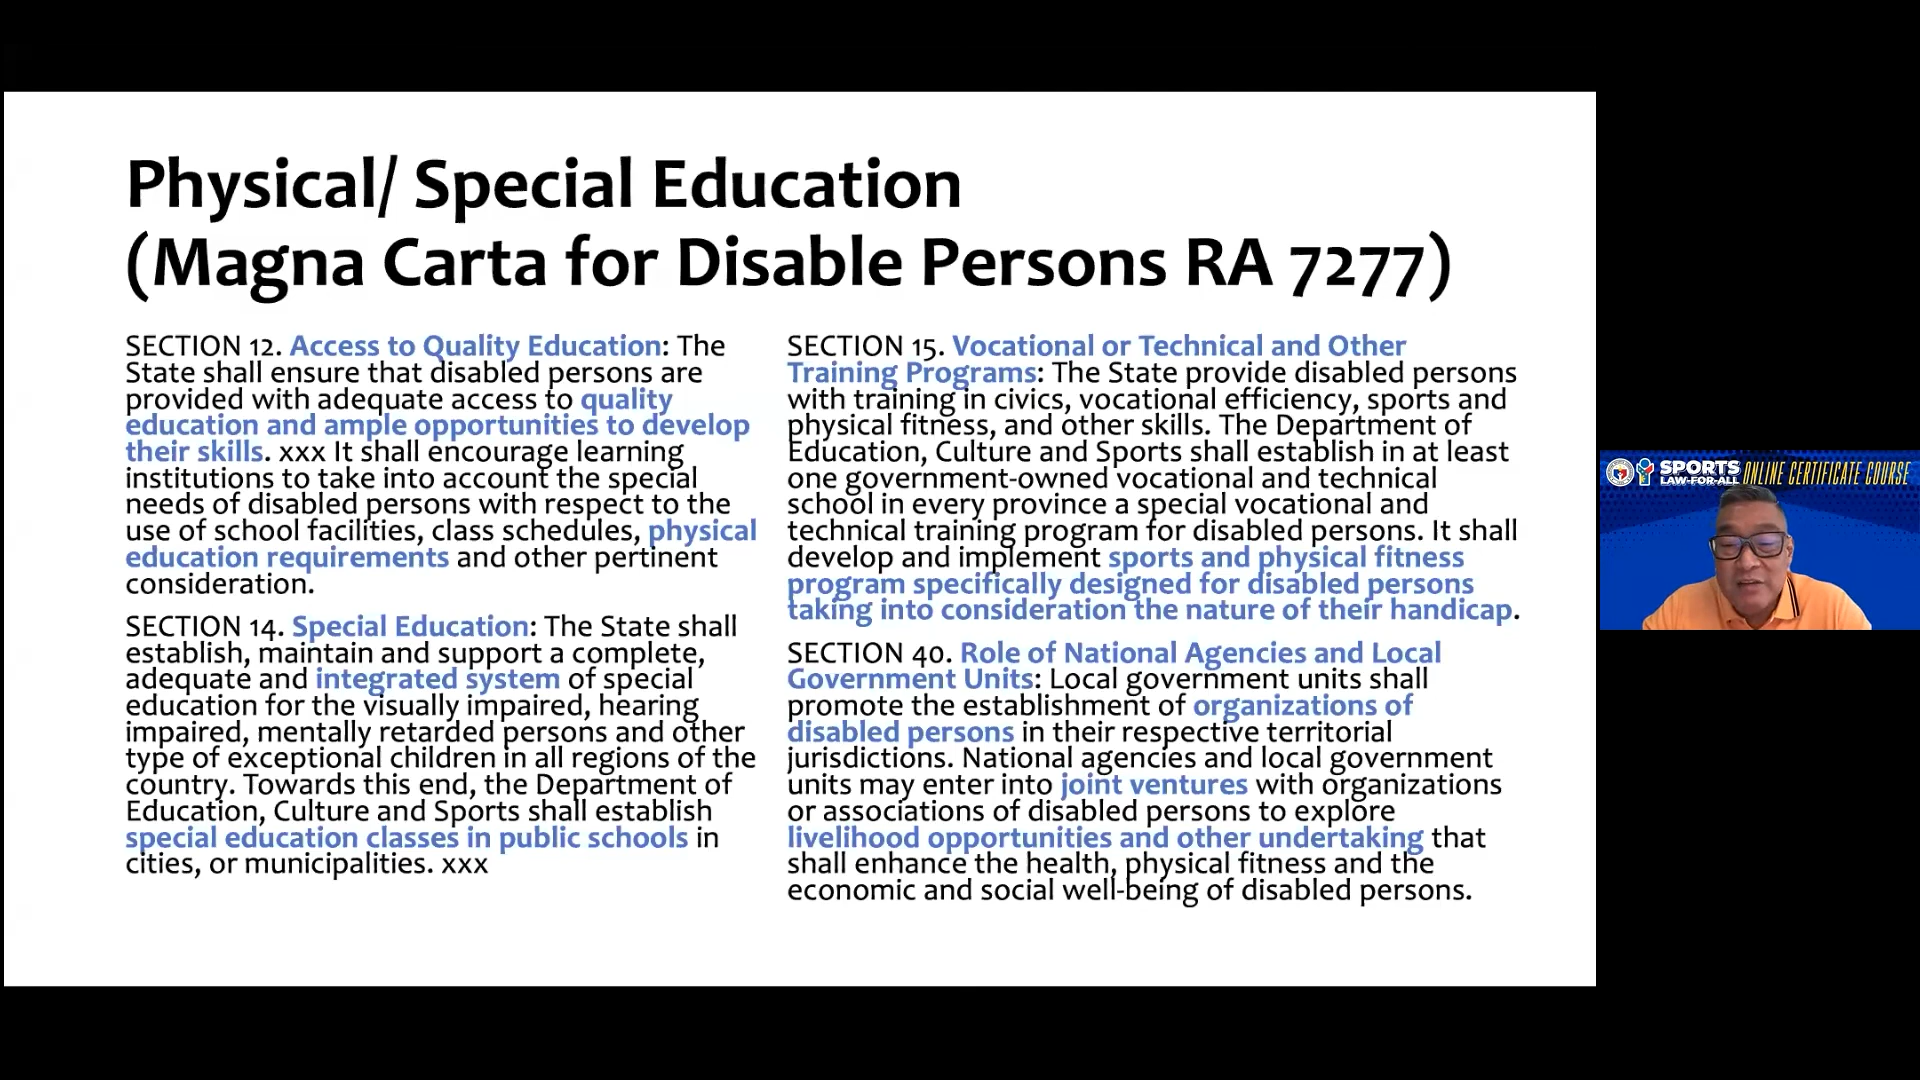 Physical/ Special Education
(Magna Carta for Disable Persons RA 7277)
SECTION 12. Access to Quality Education: The
State shall ensure that disabled persons are
provided with adequate access to quality
education and ample opportunities to develop
their skills. xxx It shall encourage learning
institutions to take into account the special
needs of disabled persons with respect to the
use of school facilities, class schedules, physical
education requirements and other pertinent
consideration.
SECTION 14. Special Education: The State shall
establish, maintain and support a complete,
adequate and integrated system of special
education for the visually impaired, hearing
impaired, mentally retarded persons and other
type of exceptional children in all regions of the
country. Towards this end, the Department of
Education, Culture and Sports shall establish
special education classes in public schools in
cities, or municipalities. xxx
SECTION 15. Vocational or Technical and Other
Training Programs: The State provide disabled persons
with training in civics, vocational efficiency, sports and
physical fitness, and other skills. The Department of
Education, Culture and Sports shall establish in at least
one government-owned vocational and technical
school in every province a special vocational and
technical training program for disabled persons. It shall
develop and implement sports and physical fitness
program specifically designed for disabled persons
taking into consideration the nature of their handicap.
SECTION 40. Role of National Agencies and Local
Government Units: Local government units shall
promote the establishment of organizations of
disabled persons in their respective territorial
jurisdictions. National agencies and local government
units may enter into joint ventures with organizations
or associations of disabled persons to explore
livelihood opportunities and other undertaking that
shall enhance the health, physical fitness and the
economic and social well-being of disabled persons.
SPORTS
LAW-FOR-ALL
ONLINE CERTIFICATE COURSE